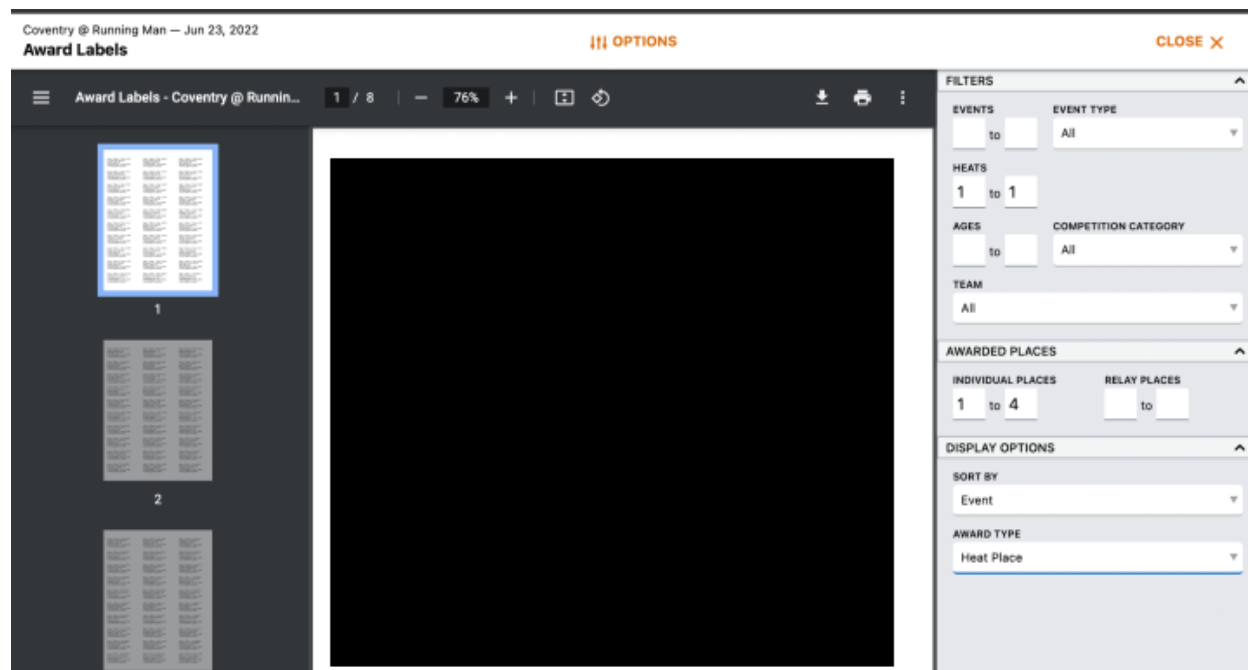 Coventry @ Running Man — Jun 23, 2022
Award Labels
OPTIONS
CLOSE X
Award Labels - Coventry @ Runnin...
1 / 8
76%
1
2
FILTERS
EVENTS
EVENT TYPE
to
All
HEATS
1 to 1
AGES
COMPETITION CATEGORY
to
All
TEAM
All
AWARDED PLACES
INDIVIDUAL PLACES
RELAY PLACES
1 to 4
to
DISPLAY OPTIONS
SORT BY
Event
AWARD TYPE
Heat Place